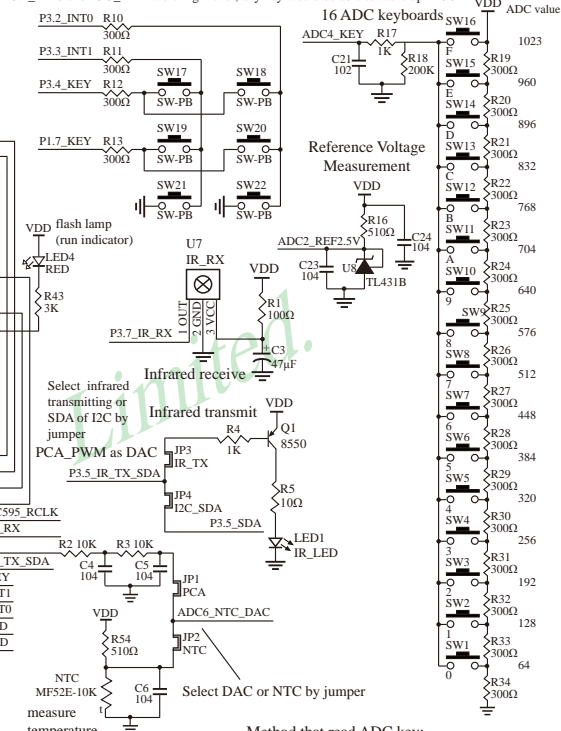 VDD
ADC value
P3.2_INT0
R10
300Ω
P3.3_INT1
R11
300Ω
P3.4_KEY
R12
300Ω
P1.7_KEY
R13
300Ω
SW17
SW-PB
SW18
SW-PB
SW19
SW-PB
SW20
SW-PB
SW21
SW-PB
SW22
SW-PB
16 ADC keyboards
ADC4_KEY
R17
1K
C21
102
R18
200K
Reference Voltage
Measurement
VDD
R16
510Ω
ADC2_REF2.5V
C23
104
U8
TL431B
C24
104
VDD
flash lamp
(run indicator)
LED4
RED
R43
3K
U7
IR_RX
1 OUT
2 GND
3 VCC
P3.7_IR_RX
VDD
R1
100Ω
+
C3
47μF
Infrared receive
Limited.
Select infrared
transmitting or
SDA of I2C by
jumper
Infrared transmit
VDD
PCA_PWM as DAC
JP3
IR_TX
R4
1K
Q1
8550
P3.5_IR_TX_SDA
JP4
I2C_SDA
P3.5_SDA
R5
10Ω
LED1
IR_LED
C595_RCLK
_RX
_TX_SDA
EY
T1
T0
D
D
R2 10K
R3 10K
C4
104
C5
104
JP1
PCA
ADC6_NTC_DAC
JP2
NTC
VDD
R54
510Ω
NTC
MF52E-10K
t
C6
104
Select DAC or NTC by jumper
measure
temperature
Method that read ADC key:
SW16
F
1023
R19
300Ω
SW15
E
960
R20
300Ω
SW14
D
896
R21
300Ω
SW13
C
832
R22
300Ω
SW12
B
768
R23
300Ω
SW11
A
704
R24
300Ω
SW10
9
640
R25
300Ω
SW9
8
576
R26
300Ω
SW8
7
512
R27
300Ω
SW7
6
448
R28
300Ω
SW6
5
384
R29
300Ω
SW5
4
320
R30
300Ω
SW4
3
256
R31
300Ω
SW3
2
192
R32
300Ω
SW2
1
128
R33
300Ω
SW1
0
64
R34
300Ω